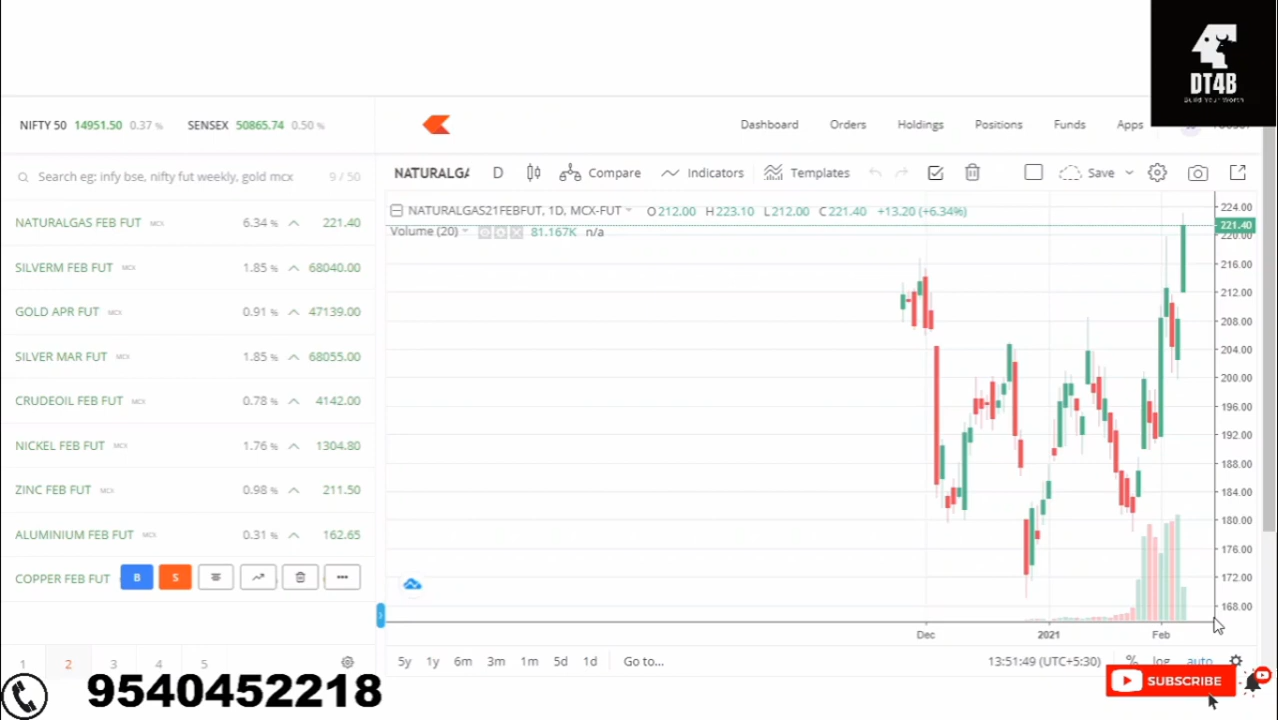 DT4B
Build Your Worth
NIFTY 50 14951.50 0.37 % SENSEX 50865.74 0.50 %
Dashboard Orders Holdings Positions Funds Apps
Search eg: infy bse, nifty fut weekly, gold mcx 9 / 50
NATURALGAS FEB FUT MCX 6.34 % 221.40
SILVERM FEB FUT MCX 1.85 % 68040.00
GOLD APR FUT MCX 0.91 % 47139.00
SILVER MAR FUT MCX 1.85 % 68055.00
CRUDEOIL FEB FUT MCX 0.78 % 4142.00
NICKEL FEB FUT MCX 1.76 % 1304.80
ZINC FEB FUT MCX 0.98 % 211.50
ALUMINIUM FEB FUT MCX 0.31 % 162.65
COPPER FEB FUT B S
1 2 3 4 5
NATURALGA D Compare Indicators Templates Save
NATURALGAS21FEBFUT, 1D, MCX-FUT O212.00 H223.10 L212.00 C221.40 +13.20 (+6.34%)
Volume (20) 81.167K n/a
224.00
221.40
220.00
216.00
212.00
208.00
204.00
200.00
196.00
192.00
188.00
184.00
180.00
176.00
172.00
168.00
Dec 2021 Feb
5y 1y 6m 3m 1m 5d 1d Go to... 13:51:49 (UTC+5:30) % log auto
9540452218
SUBSCRIBE